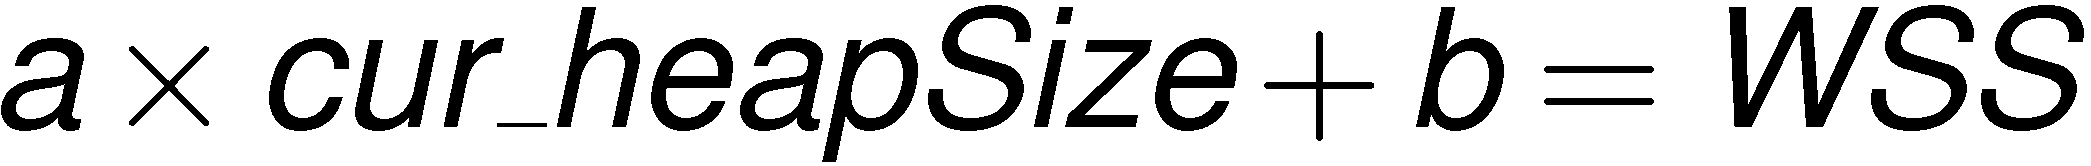 a × cur_heapSize + b = WSS